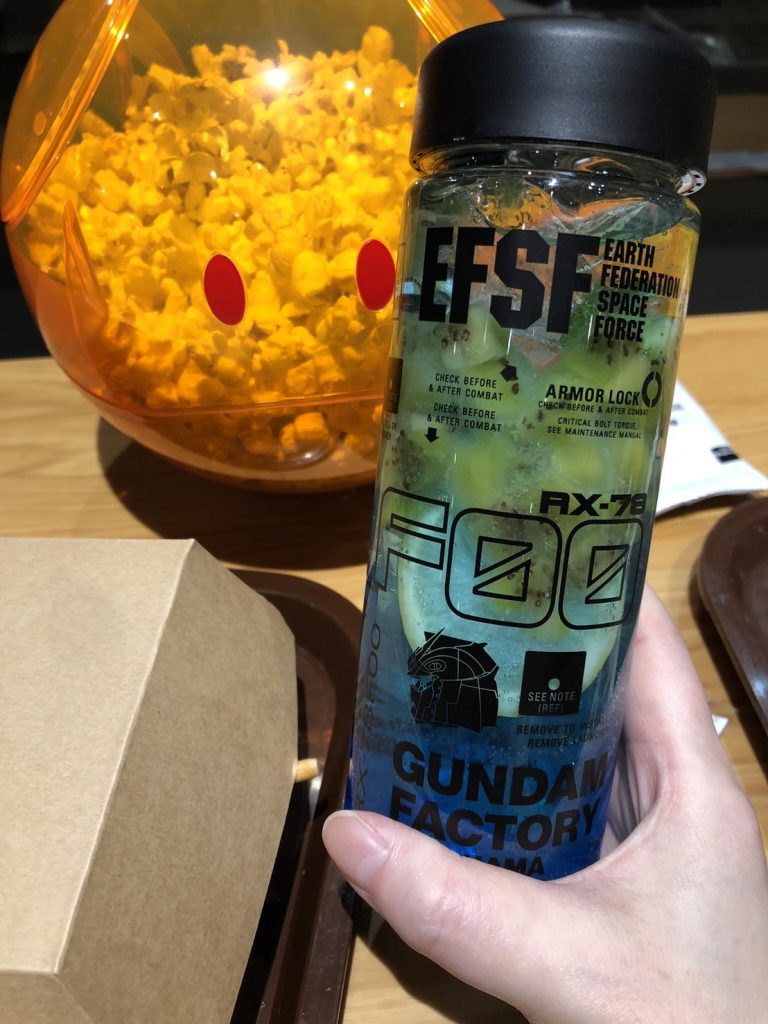 EFSF
EARTH
FEDERATION
SPACE
FORCE
CHECK BEFORE
& AFTER COMBAT
CHECK BEFORE
& AFTER COMBAT
ARMOR LOCK
CHECK BEFORE & AFTER COMBAT
CRITICAL BOLT TORQUE,
SEE MAINTENANCE MANUAL
RX-78
F00
SEE NOTE
(REF)
REMOVE TO
REMOVE LAUNCHER
GUNDAM
FACTORY